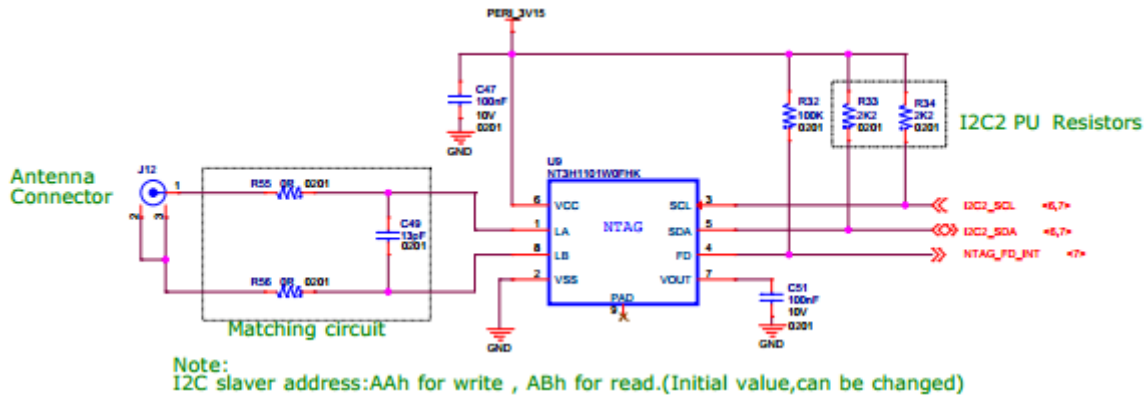 PERI_3V15
C47
100nF
10V
0201
GND
R32
100K
0201
R33
2K2
0201
R34
2K2
0201
I2C2 PU Resistors
Antenna
Connector
J12
1
2
3
R55 0R 0201
C49
13pF
0201
R56 0R 0201
Matching circuit
U9
NT3H1101W0FHK
NTAG
6 VCC
1 LA
8 LB
2 VSS
SCL 3
SDA 5
FD 4
VOUT 7
PAD
9
GND
I2C2_SCL <6,7>
I2C2_SDA <6,7>
NTAG_FD_INT <7>
C51
100nF
10V
0201
GND
Note:
I2C slaver address:AAh for write , ABh for read.(Initial value,can be changed)